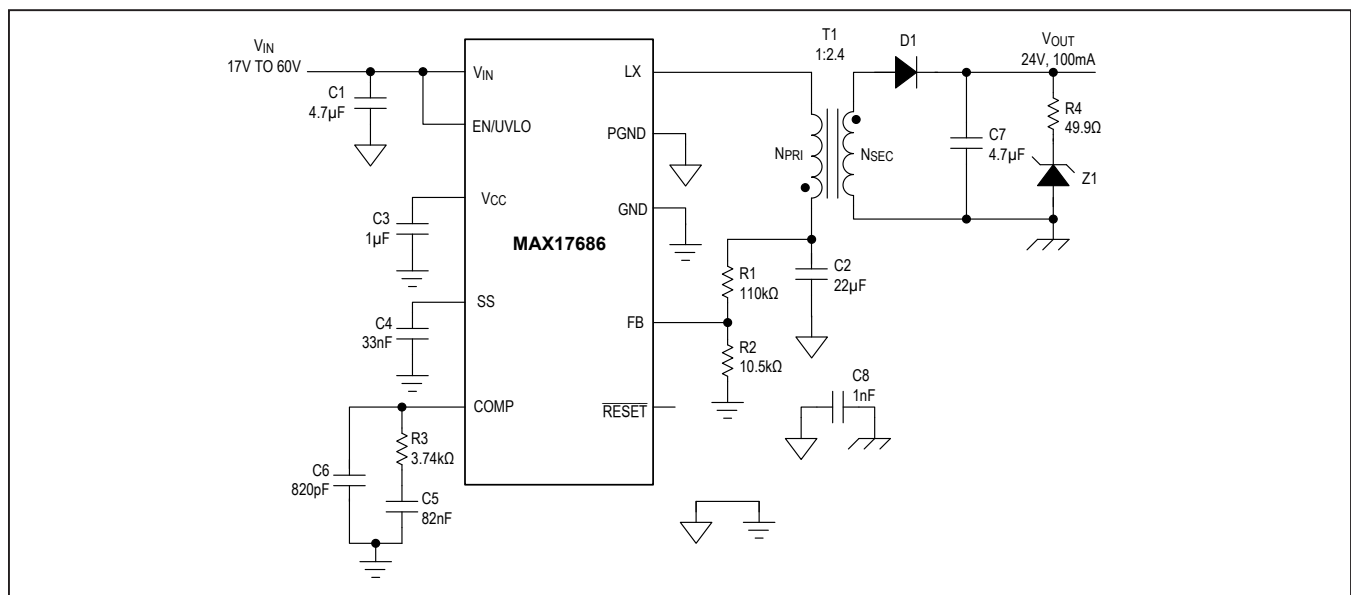 VIN
17V TO 60V
C1
4.7µF
VIN
EN/UVLO
VCC
C3
1µF
SS
C4
33nF
COMP
R3
3.74kΩ
C6
820pF
C5
82nF
MAX17686
LX
PGND
GND
FB
RESET
T1
1:2.4
NPRI
NSEC
D1
VOUT
24V, 100mA
C7
4.7µF
R4
49.9Ω
Z1
R1
110kΩ
C2
22µF
R2
10.5kΩ
C8
1nF